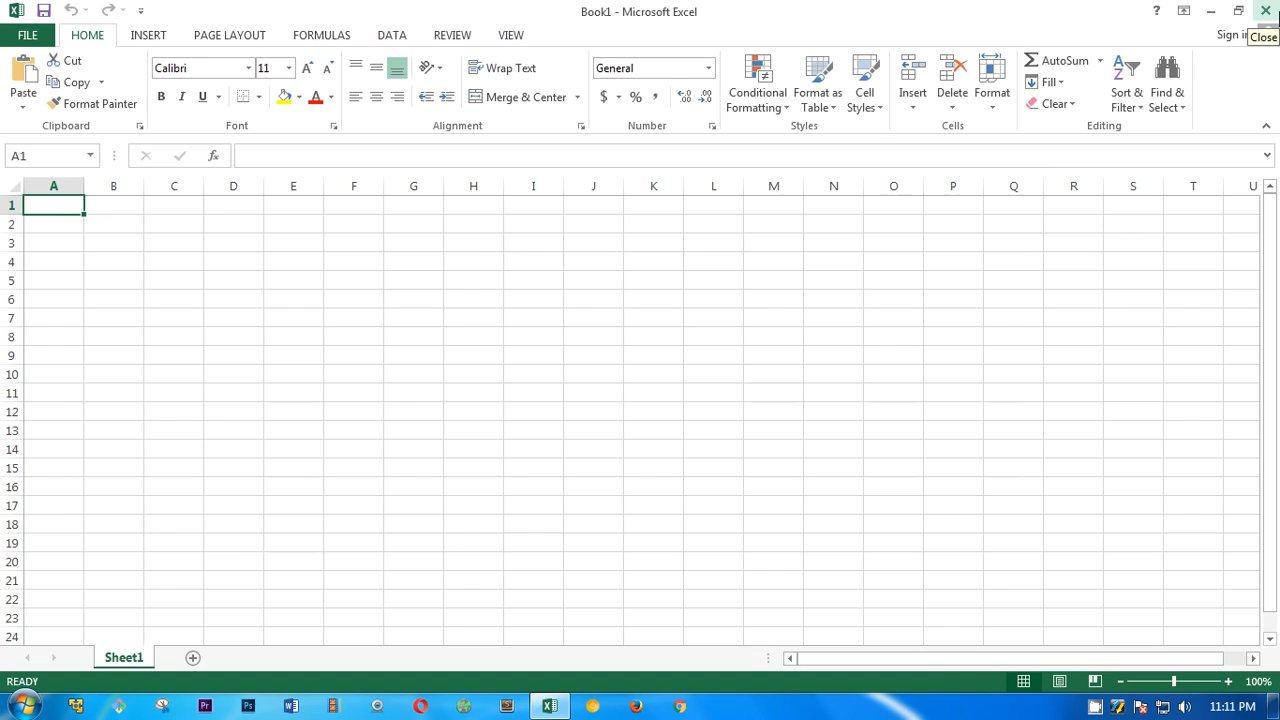 Book1 - Microsoft Excel
?
FILE HOME INSERT PAGE LAYOUT FORMULAS DATA REVIEW VIEW Sign in
Close
Paste
Cut
Copy
Format Painter
Clipboard
Calibri 11
B I U A
Font
Wrap Text
Merge & Center
Alignment
General
$ % ,
Number
Conditional Formatting
Format as Table
Cell Styles
Styles
Insert Delete Format
Cells
AutoSum
Fill
Clear
Sort & Filter
Find & Select
Editing
A1 fx
A B C D E F G H I J K L M N O P Q R S T U
1
2
3
4
5
6
7
8
9
10
11
12
13
14
15
16
17
18
19
20
21
22
23
24
Sheet1
READY 100%
11:11 PM